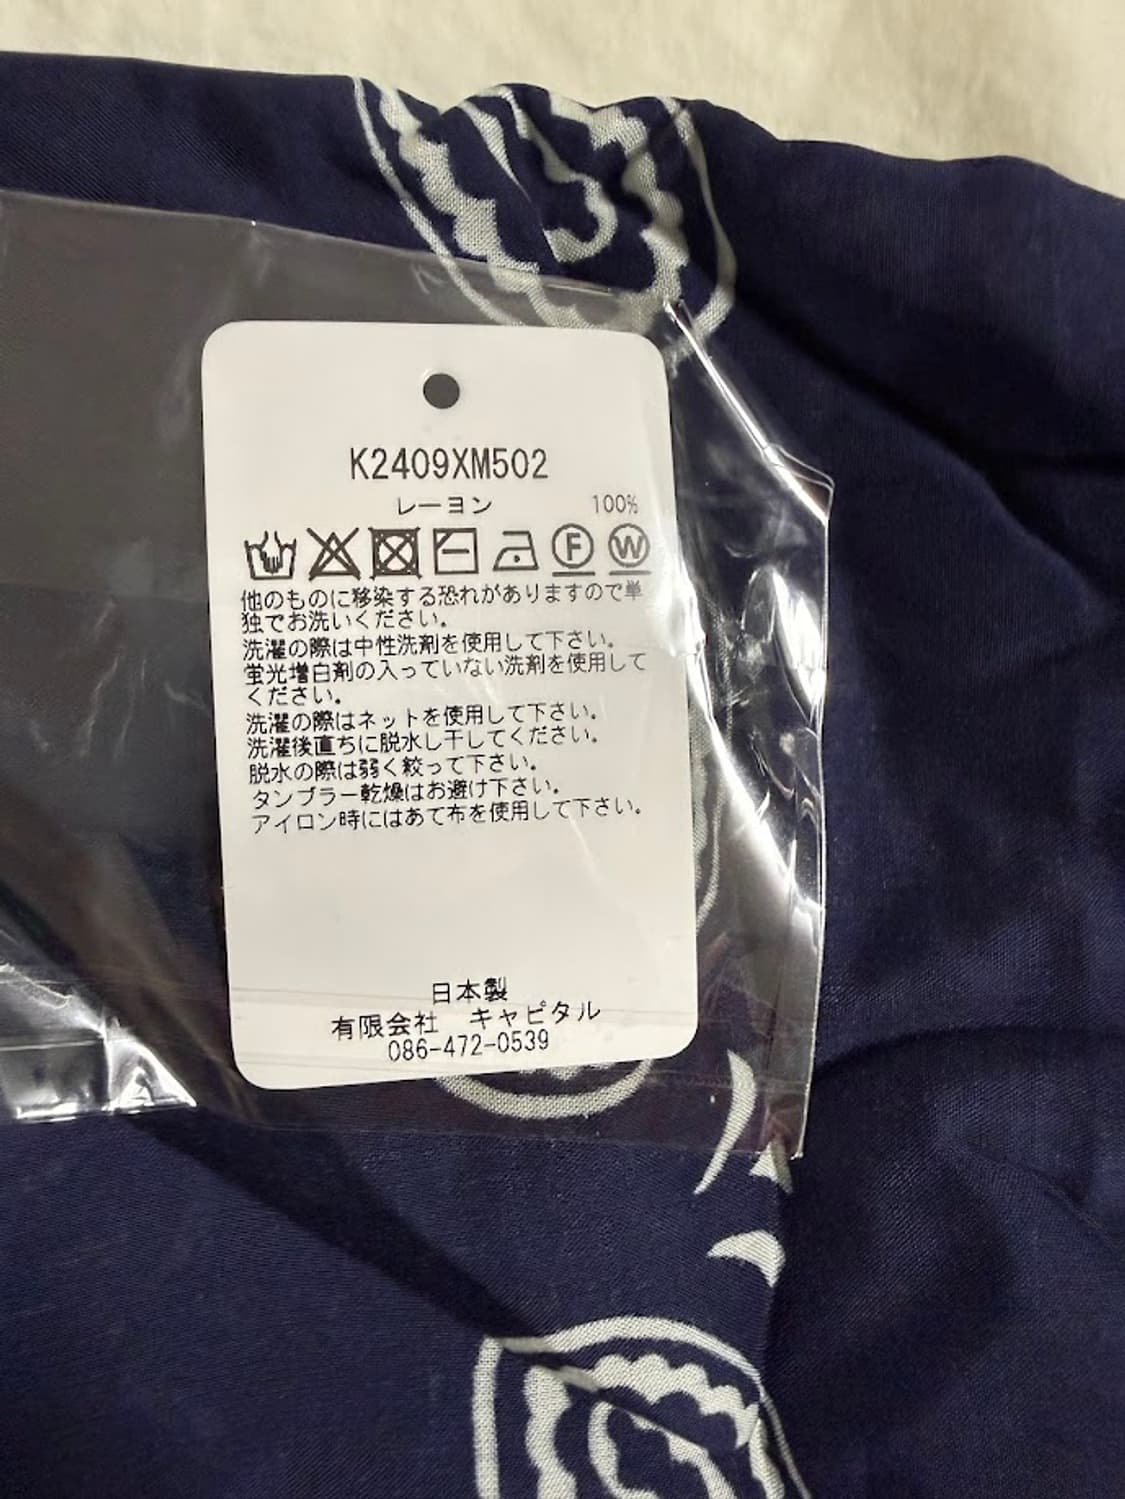 K2409XM502
レーヨン 100%
F W
他のものに移染する恐れがありますので単
独でお洗いください。
洗濯の際は中性洗剤を使用して下さい。
蛍光増白剤の入っていない洗剤を使用して
ください。
洗濯の際はネットを使用して下さい。
洗濯後直ちに脱水し干してください。
脱水の際は弱く絞って下さい。
タンブラー乾燥はお避け下さい。
アイロン時にはあて布を使用して下さい。
日本製
有限会社 キャピタル
086-472-0539